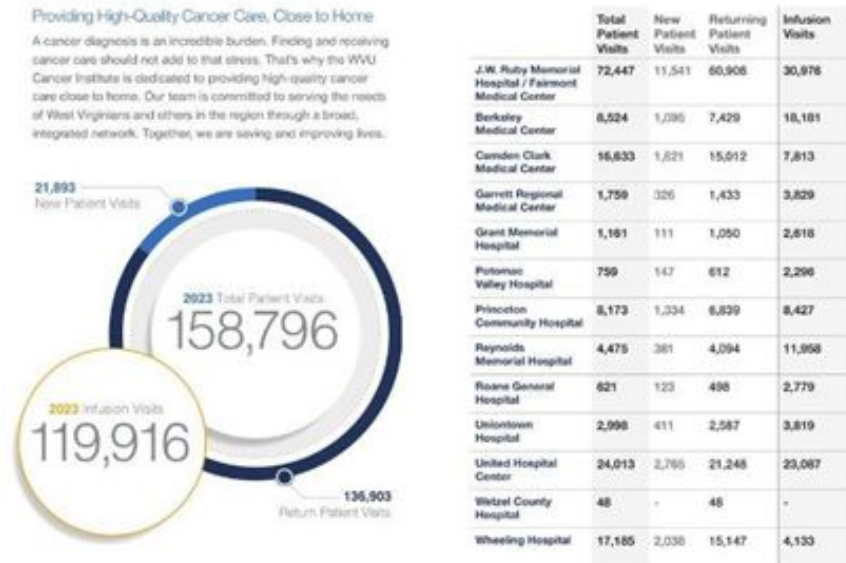 Providing High-Quality Cancer Care, Close to Home
A cancer diagnosis is an incredible burden. Finding and receiving
cancer care should not add to that stress. That's why the WVU
Cancer Institute is dedicated to providing high-quality cancer
care close to home. Our team is committed to serving the needs
of West Virginians and others in the region through a broad,
integrated network. Together, we are saving and improving lives.
21,893
New Patient Visits
2023 Total Patient Visits
158,796
2023 Infusion Visits
119,916
136,903
Return Patient Visits
Total Patient Visits New Patient Visits Returning Patient Visits Infusion Visits
J.W. Ruby Memorial Hospital / Fairmont Medical Center 72,447 11,541 60,906 30,976
Berkeley Medical Center 8,524 1,095 7,429 18,181
Camden Clark Medical Center 16,633 1,621 15,012 7,813
Garrett Regional Medical Center 1,759 326 1,433 3,829
Grant Memorial Hospital 1,161 111 1,050 2,618
Potomac Valley Hospital 759 147 612 2,296
Princeton Community Hospital 8,173 1,334 6,839 8,427
Reynolds Memorial Hospital 4,475 381 4,094 11,958
Roane General Hospital 621 123 498 2,779
Uniontown Hospital 2,998 411 2,587 3,819
United Hospital Center 24,013 2,765 21,248 23,087
Wetzel County Hospital 48 - 48 -
Wheeling Hospital 17,185 2,038 15,147 4,133